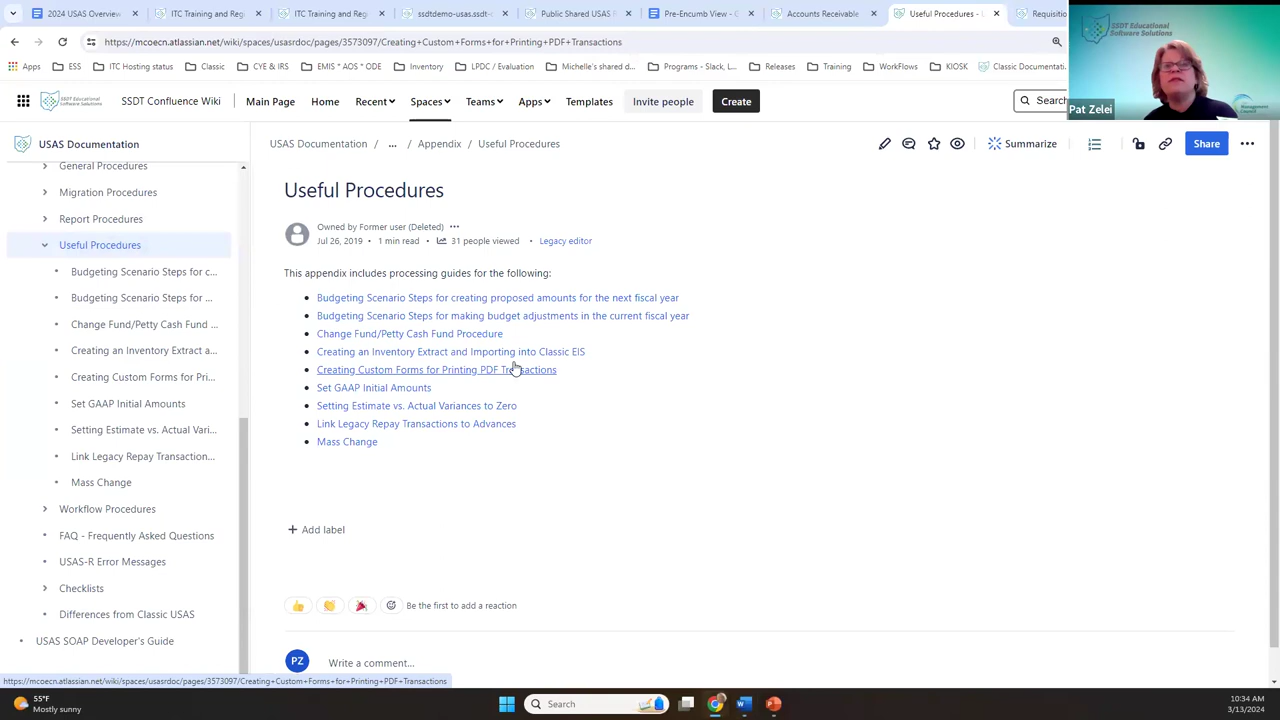 2024 USAS Overview
ITC Training and Reg
ITC Training and Reg
ssdtdemo-usas.ssdt-
Public Shared USAS F
Pre-Encumb View - G
Accounts Receivable
Useful Procedures - L
Requisitio
https://mcoecn.atlassian.net/wiki/spaces/usasrdoc/pages/3573097/Creating+Custom+Forms+for+Printing+PDF+Transactions
Apps
ESS
ITC Hosting status
Classic
CYE & IRS
EMIS * AOS * ODE
Inventory
LPDC / Evaluation
Michelle's shared d...
Programs - Slack, L...
Releases
Training
WorkFlows
KIOSK
Classic Documentati...
SSDT Educational
Software Solutions
Pat Zelei
SSDT Educational
Software Solutions
SSDT Confluence Wiki
Main Page
Home
Recent
Spaces
Teams
Apps
Templates
Invite people
Create
Search
USAS Documentation
USAS Documentation / ... / Appendix / Useful Procedures
Summarize
Share
General Procedures
Migration Procedures
Report Procedures
Useful Procedures
Budgeting Scenario Steps for c...
Budgeting Scenario Steps for ...
Change Fund/Petty Cash Fund ...
Creating an Inventory Extract a...
Creating Custom Forms for Pri...
Set GAAP Initial Amounts
Setting Estimate vs. Actual Vari...
Link Legacy Repay Transaction...
Mass Change
Workflow Procedures
FAQ - Frequently Asked Questions
USAS-R Error Messages
Checklists
Differences from Classic USAS
USAS SOAP Developer's Guide
Useful Procedures
Owned by Former user (Deleted) •••
Jul 26, 2019 • 1 min read • 31 people viewed • Legacy editor
This appendix includes processing guides for the following:
Budgeting Scenario Steps for creating proposed amounts for the next fiscal year
Budgeting Scenario Steps for making budget adjustments in the current fiscal year
Change Fund/Petty Cash Fund Procedure
Creating an Inventory Extract and Importing into Classic EIS
Creating Custom Forms for Printing PDF Transactions
Set GAAP Initial Amounts
Setting Estimate vs. Actual Variances to Zero
Link Legacy Repay Transactions to Advances
Mass Change
Add label
Be the first to add a reaction
PZ
Write a comment...
https://mcoecn.atlassian.net/wiki/spaces/usasrdoc/pages/3573097/Creating+Custom+Forms+for+Printing+PDF+Transactions
55°F
Mostly sunny
Search
10:34 AM
3/13/2024